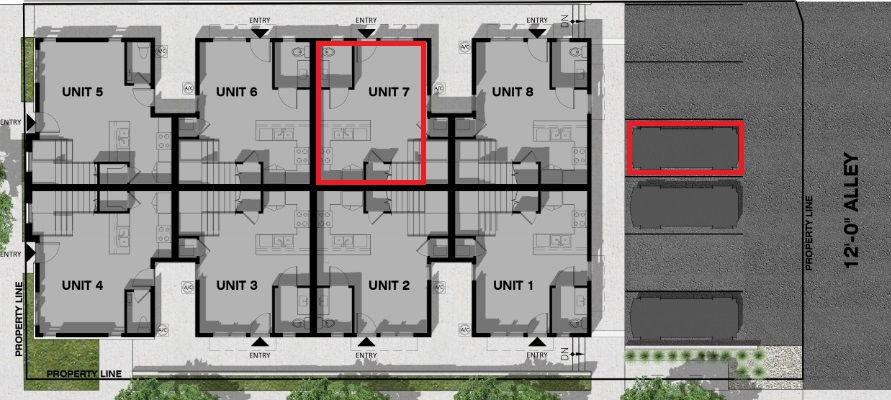 ENTRY
ENTRY
ENTRY
DN
A/C
A/C
UNIT 5
UNIT 6
UNIT 7
UNIT 8
A/C
A/C
ENTRY
12'-0" ALLEY
PROPERTY LINE
ENTRY
UNIT 4
UNIT 3
UNIT 2
UNIT 1
A/C
A/C
A/C
PROPERTY LINE
ENTRY
ENTRY
ENTRY
DN
PROPERTY LINE